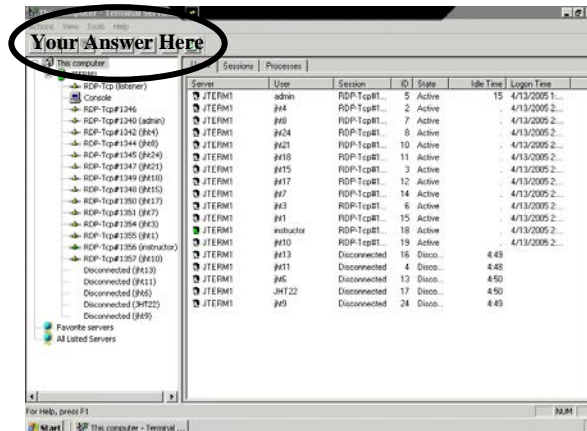 Actions View Tools Help
Your Answer Here
This computer
JTERM1
RDP-Tcp (listener)
Console
RDP-Tcp#1346
RDP-Tcp#1340 (admin)
RDP-Tcp#1342 (jht4)
RDP-Tcp#1344 (jht8)
RDP-Tcp#1345 (jht24)
RDP-Tcp#1347 (jht21)
RDP-Tcp#1349 (jht18)
RDP-Tcp#1348 (jht15)
RDP-Tcp#1350 (jht17)
RDP-Tcp#1351 (jht7)
RDP-Tcp#1354 (jht3)
RDP-Tcp#1355 (jht1)
RDP-Tcp#1356 (instructor)
RDP-Tcp#1357 (jht10)
Disconnected (jht13)
Disconnected (jht11)
Disconnected (jht6)
Disconnected (JHT22)
Disconnected (jht9)
Favorite servers
All Listed Servers
Sessions Processes
Server User Session ID State Idle Time Logon Time
JTERM1 admin RDP-Tcp#1... 5 Active 15 4/13/2005 1:...
JTERM1 jht4 RDP-Tcp#1... 2 Active . 4/13/2005 2:...
JTERM1 jht8 RDP-Tcp#1... 7 Active . 4/13/2005 2:...
JTERM1 jht24 RDP-Tcp#1... 8 Active . 4/13/2005 2:...
JTERM1 jht21 RDP-Tcp#1... 10 Active . 4/13/2005 2:...
JTERM1 jht18 RDP-Tcp#1... 11 Active . 4/13/2005 2:...
JTERM1 jht15 RDP-Tcp#1... 3 Active . 4/13/2005 2:...
JTERM1 jht17 RDP-Tcp#1... 12 Active . 4/13/2005 2:...
JTERM1 jht7 RDP-Tcp#1... 14 Active . 4/13/2005 2:...
JTERM1 jht3 RDP-Tcp#1... 6 Active . 4/13/2005 2:...
JTERM1 jht1 RDP-Tcp#1... 15 Active . 4/13/2005 2:...
JTERM1 instructor RDP-Tcp#1... 18 Active . 4/13/2005 2:...
JTERM1 jht10 RDP-Tcp#1... 19 Active . 4/13/2005 2:...
JTERM1 jht13 Disconnected 16 Disco... 4:49
JTERM1 jht11 Disconnected 4 Disco... 4:48
JTERM1 jht6 Disconnected 13 Disco... 4:50
JTERM1 JHT22 Disconnected 17 Disco... 4:50
JTERM1 jht9 Disconnected 24 Disco... 4:49
For Help, press F1
NUM
Start This computer - Terminal ...